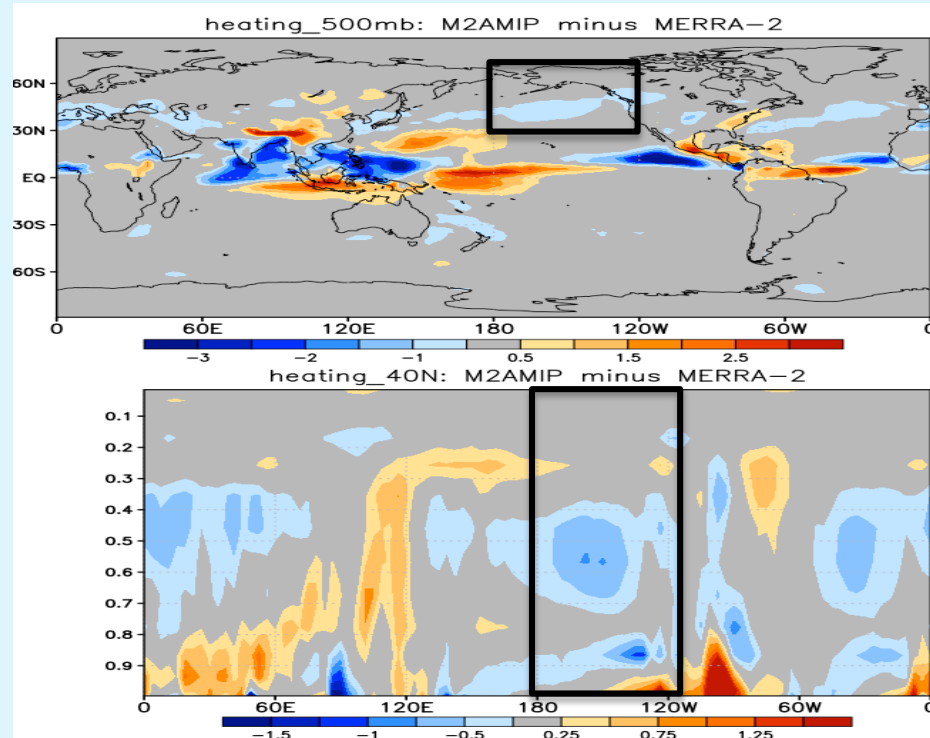 heating_500mb: M2AMIP minus MERRA-2
60N
30N
EQ
30S
60S
0 60E 120E 180 120W 60W 0
-3 -2 -1 0.5 1.5 2.5
heating_40N: M2AMIP minus MERRA-2
0.1
0.2
0.3
0.4
0.5
0.6
0.7
0.8
0.9
0 60E 120E 180 120W 60W 0
-1.5 -1 -0.5 0.25 0.75 1.25